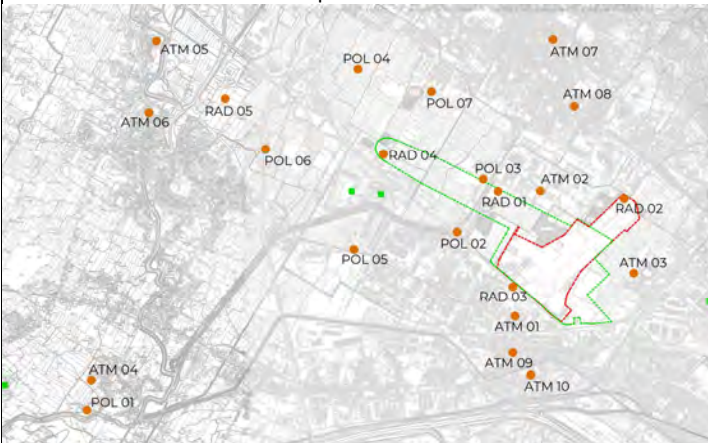 ATM 05
ATM 07
POL 04
POL 07
ATM 08
RAD 05
ATM 06
POL 06
RAD 04
POL 03
RAD 01
ATM 02
RAD 02
POL 02
POL 05
ATM 03
RAD 03
ATM 01
ATM 09
ATM 10
ATM 04
POL 01